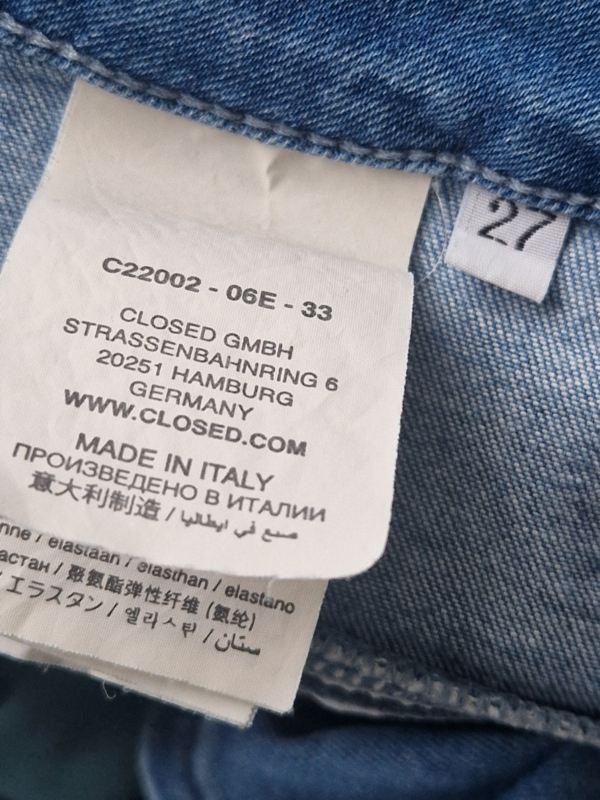 27
C22002 - 06E - 33
CLOSED GMBH
STRASSENBAHNRING 6
20251 HAMBURG
GERMANY
WWW.CLOSED.COM
MADE IN ITALY
ПРОИЗВЕДЕНО В ИТАЛИИ
意大利制造 / صنع في ايطاليا
/ elastaan / elasthan / elastano
/ 聚氨酯弹性纤维 (氨纶)
/ エラスタン / 엘라스틴 /